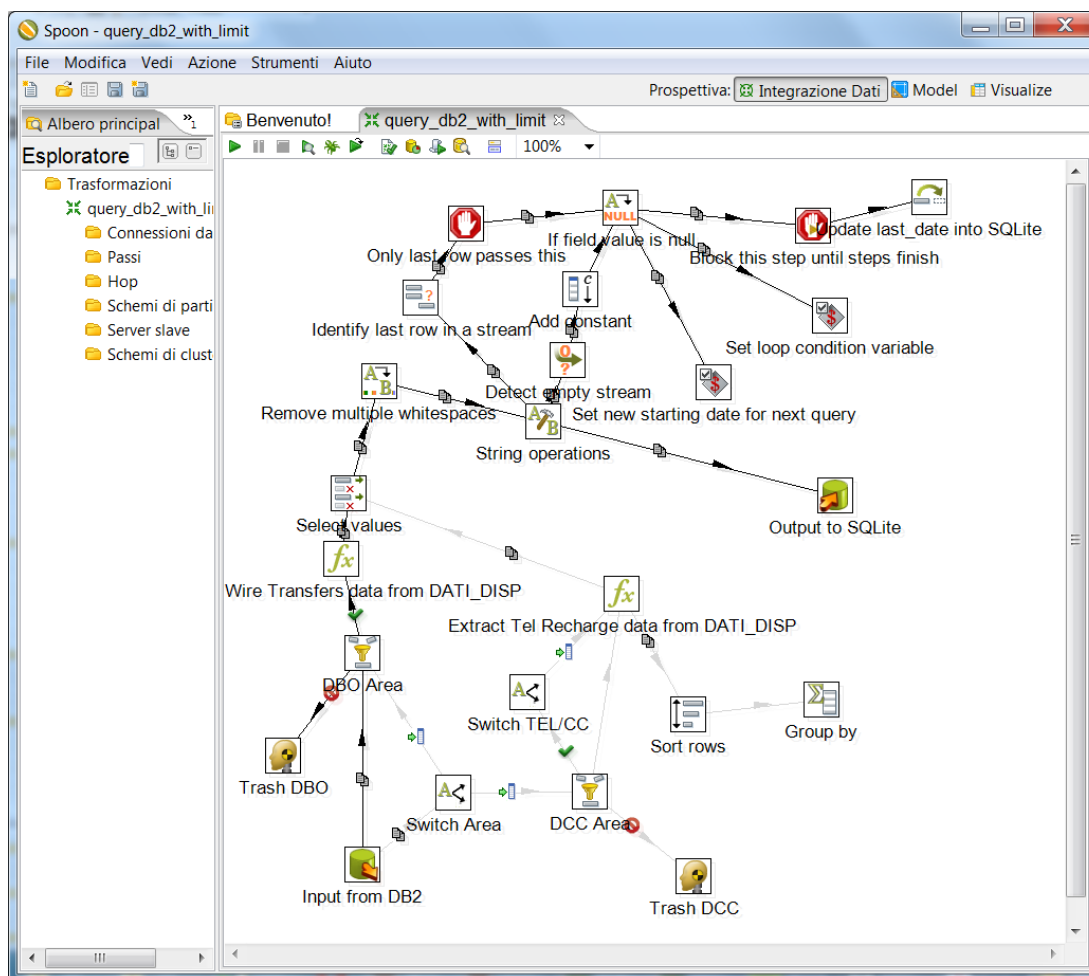 Spoon - query_db2_with_limit
File Modifica Vedi Azione Strumenti Aiuto
Prospettiva: Integrazione Dati Model Visualize
Albero principal »1
Benvenuto! query_db2_with_limit
Esploratore
100%
Trasformazioni
query_db2_with_li
Connessioni da
Passi
Hop
Schemi di parti
Server slave
Schemi di clust
NULL
Update last_date into SQLite
Only last row passes this
If field value is null
Block this step until steps finish
Identify last row in a stream
Add constant
Set loop condition variable
Detect empty stream
Remove multiple whitespaces
Set new starting date for next query
String operations
Select values
Output to SQLite
Wire Transfers data from DATI_DISP
Extract Tel Recharge data from DATI_DISP
DBO Area
Switch TEL/CC
Sort rows
Group by
Trash DBO
Switch Area
DCC Area
Input from DB2
Trash DCC